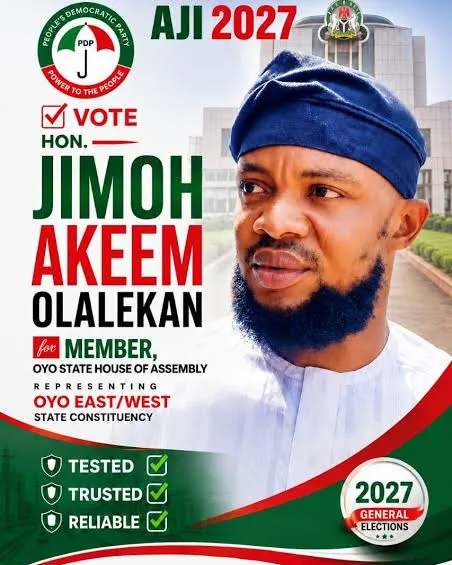 PEOPLE'S DEMOCRATIC PARTY
PDP
POWER TO THE PEOPLE
AJI 2027
VOTE
HON.
JIMOH
AKEEM
OLALEKAN
for MEMBER,
OYO STATE HOUSE OF ASSEMBLY
REPRESENTING
OYO EAST/WEST
STATE CONSTITUENCY
TESTED
TRUSTED
RELIABLE
2027
GENERAL
ELECTIONS